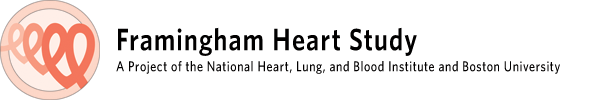 Framingham Heart Study
A Project of the National Heart, Lung, and Blood Institute and Boston University